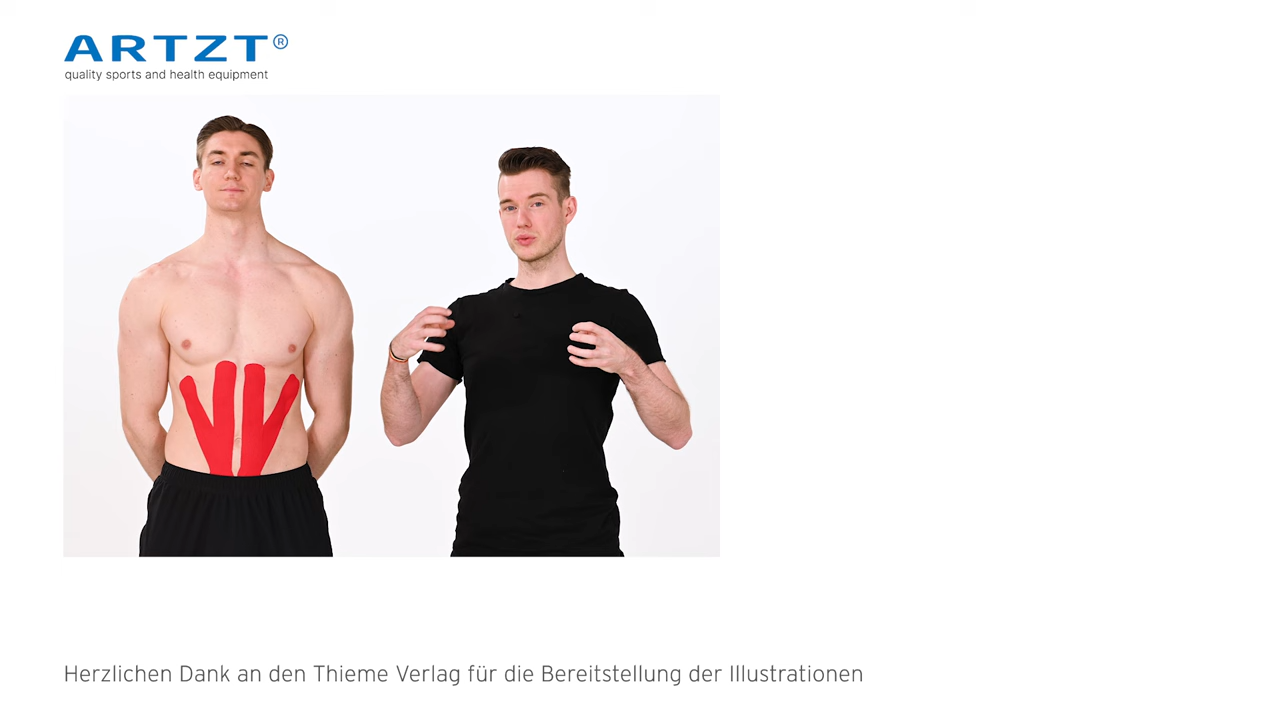 ARTZT®
quality sports and health equipment
Herzlichen Dank an den Thieme Verlag für die Bereitstellung der Illustrationen